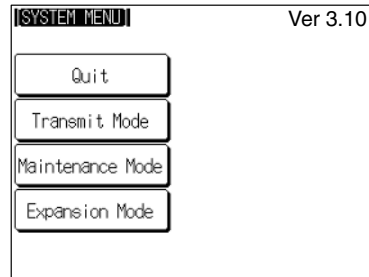 [SYSTEM MENU] Ver 3.10
Quit
Transmit Mode
Maintenance Mode
Expansion Mode